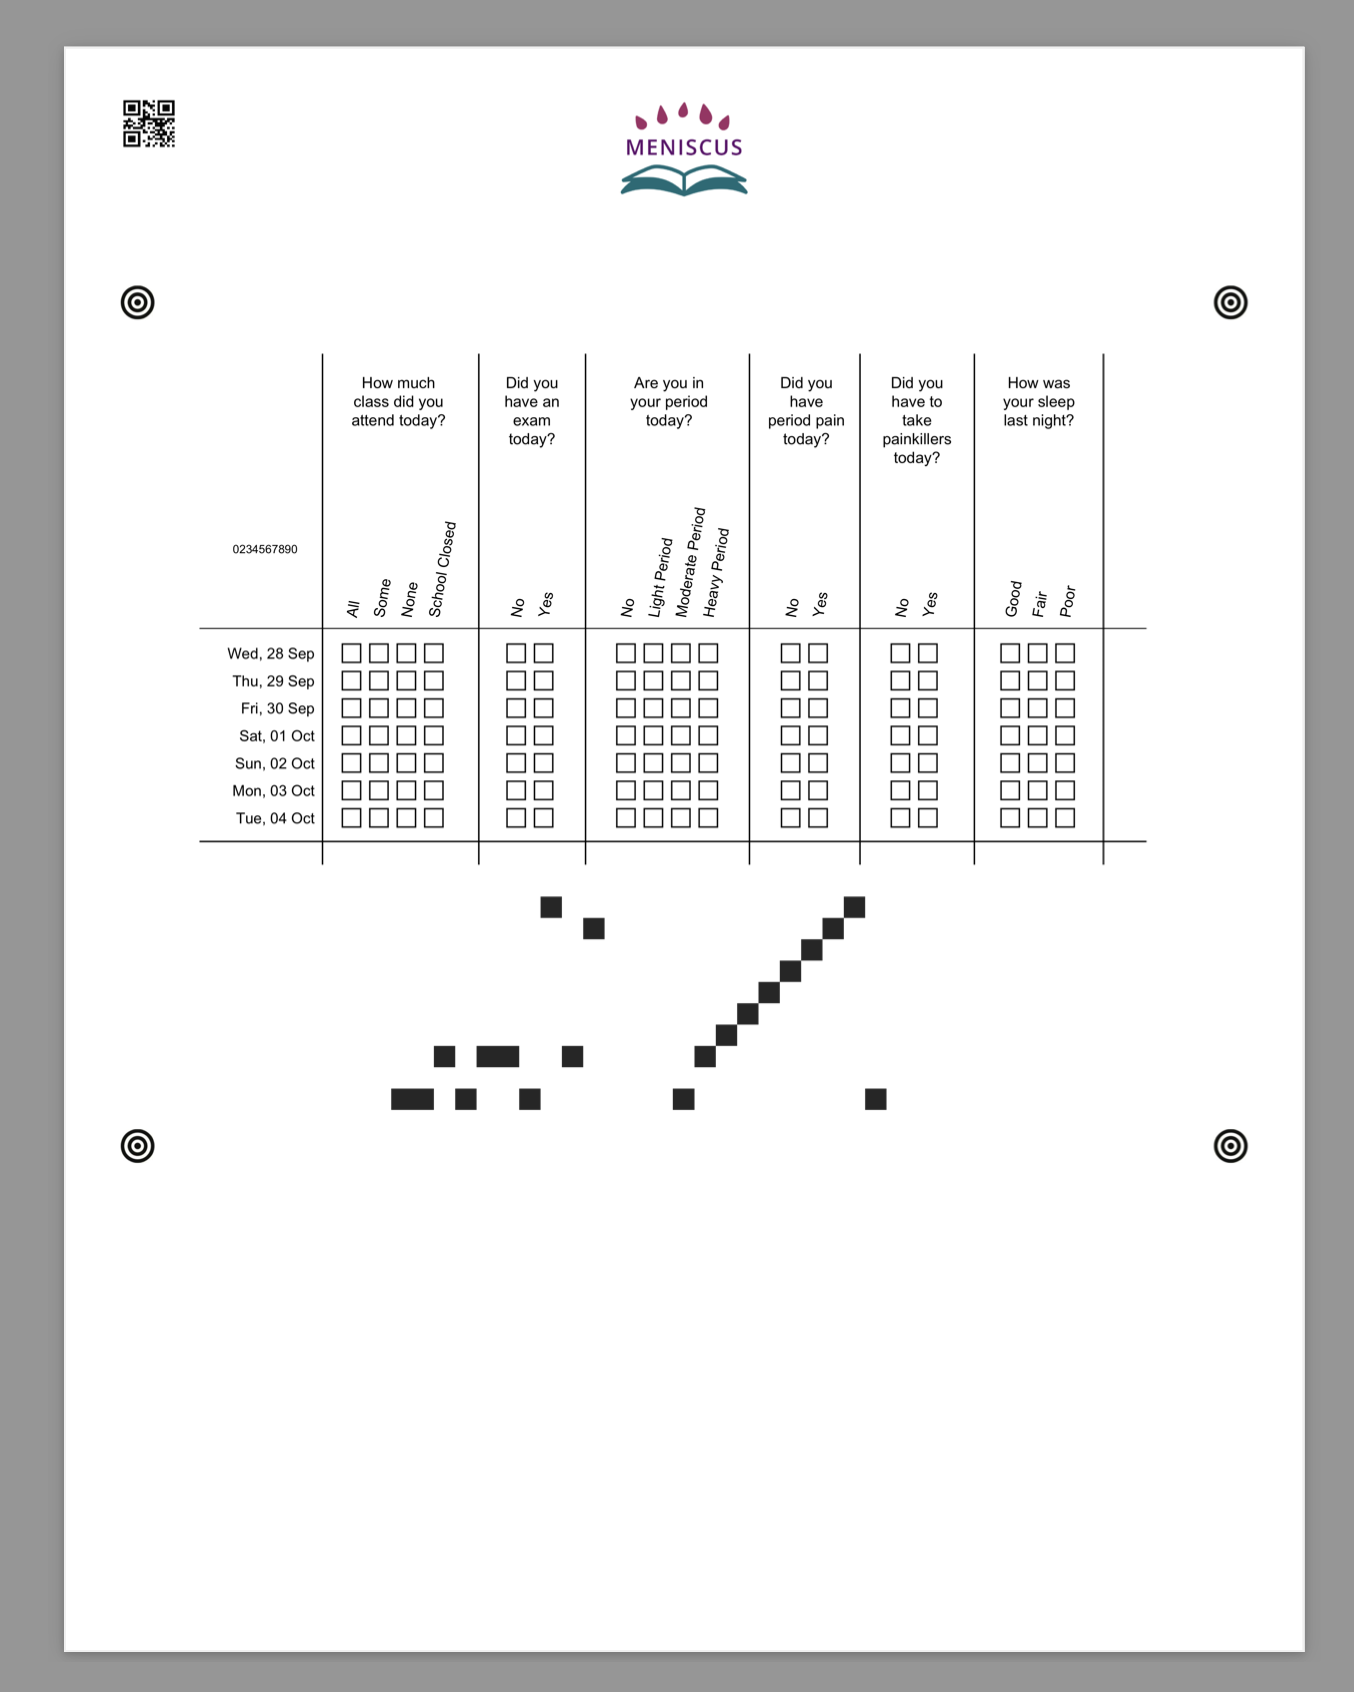 MENISCUS
How much
class did you
attend today?
Did you
have an
exam
today?
Are you in
your period
today?
Did you
have
period pain
today?
Did you
have to
take
painkillers
today?
How was
your sleep
last night?
0234567890
All
Some
None
School Closed
No
Yes
No
Light Period
Moderate Period
Heavy Period
No
Yes
No
Yes
Good
Fair
Poor
Wed, 28 Sep
Thu, 29 Sep
Fri, 30 Sep
Sat, 01 Oct
Sun, 02 Oct
Mon, 03 Oct
Tue, 04 Oct